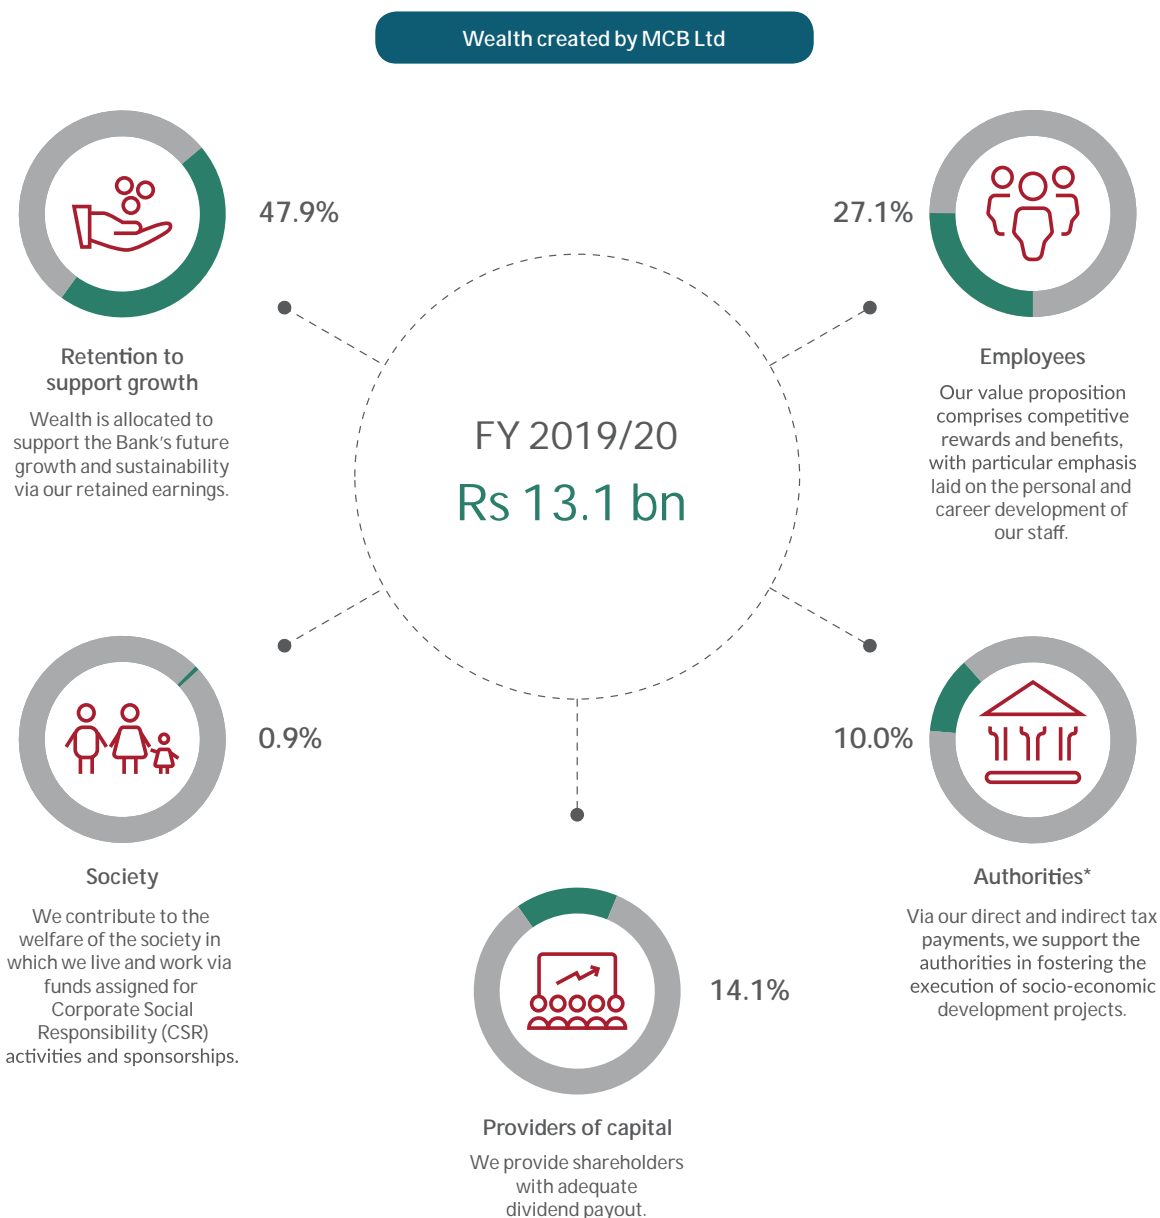 Wealth created by MCB Ltd
47.9%
Retention to
support growth
Wealth is allocated to
support the Bank's future
growth and sustainability
via our retained earnings.
27.1%
Employees
Our value proposition
comprises competitive
rewards and benefits,
with particular emphasis
laid on the personal and
career development of
our staff.
FY 2019/20
Rs 13.1 bn
0.9%
Society
We contribute to the
welfare of the society in
which we live and work via
funds assigned for
Corporate Social
Responsibility (CSR)
activities and sponsorships.
10.0%
Authorities*
Via our direct and indirect tax
payments, we support the
authorities in fostering the
execution of socio-economic
development projects.
14.1%
Providers of capital
We provide shareholders
with adequate
dividend payout.